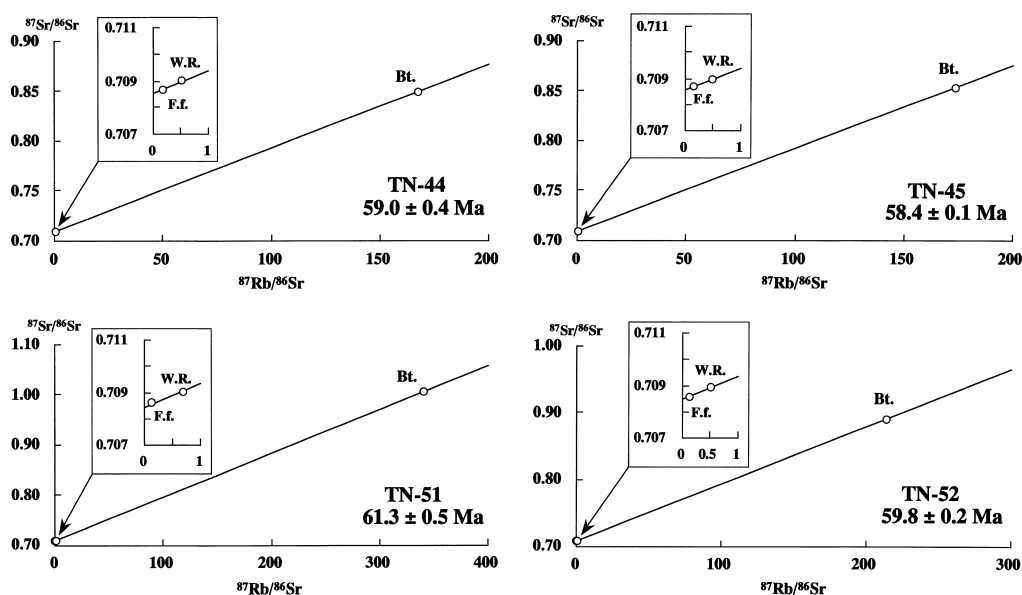 ⁸⁷Sr/⁸⁶Sr
0.90
0.85
0.80
0.75
0.70
0.711
0.709
0.707
W.R.
F.f.
0 1
Bt.
TN-44
59.0 ± 0.4 Ma
0 50 100 150 200
⁸⁷Rb/⁸⁶Sr
⁸⁷Sr/⁸⁶Sr
0.90
0.85
0.80
0.75
0.70
0.711
0.709
0.707
W.R.
F.f.
0 1
Bt.
TN-45
58.4 ± 0.1 Ma
0 50 100 150 200
⁸⁷Rb/⁸⁶Sr
⁸⁷Sr/⁸⁶Sr
1.10
1.00
0.90
0.80
0.70
0.711
0.709
0.707
W.R.
F.f.
0 1
Bt.
TN-51
61.3 ± 0.5 Ma
0 100 200 300 400
⁸⁷Rb/⁸⁶Sr
⁸⁷Sr/⁸⁶Sr
1.00
0.90
0.80
0.70
0.711
0.709
0.707
W.R.
F.f.
0 0.5 1
Bt.
TN-52
59.8 ± 0.2 Ma
0 100 200 300
⁸⁷Rb/⁸⁶Sr